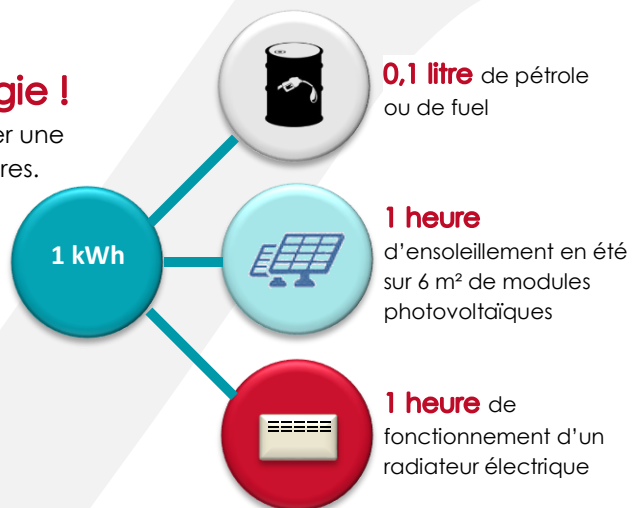 gie !
er une
res.
0,1 litre de pétrole
ou de fuel
1 kWh
1 heure
d’ensoleillement en été
sur 6 m² de modules
photovoltaïques
1 heure de
fonctionnement d’un
radiateur électrique